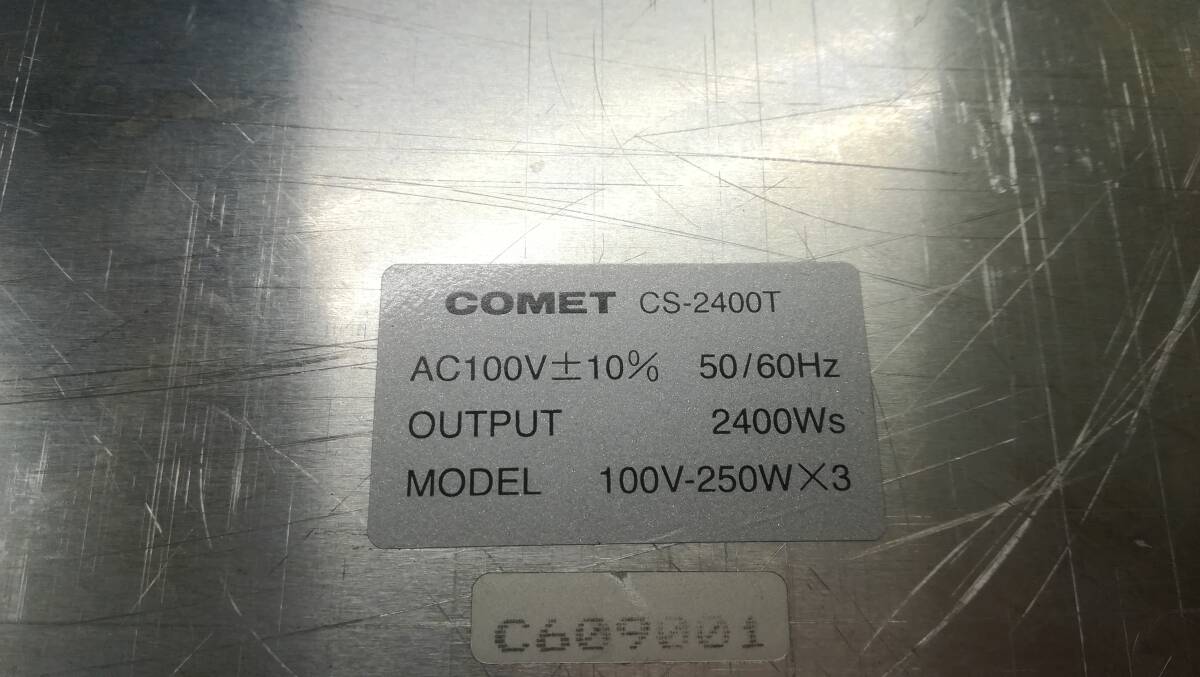 COMET CS-2400T
AC100V±10% 50/60Hz
OUTPUT 2400Ws
MODEL 100V-250W×3
C609001